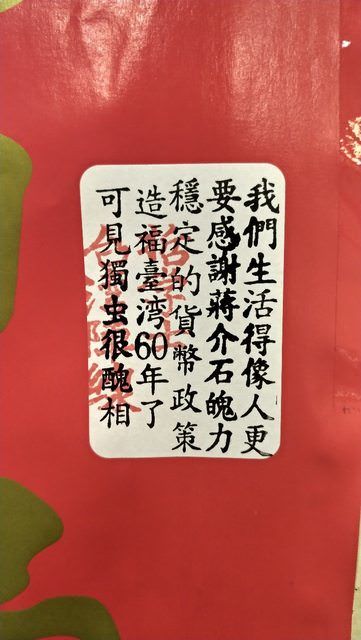 我們生活得像人更
要感謝蔣介石魄力
穩定的貨幣政策
造福臺湾60年了
可見獨虫很醜相